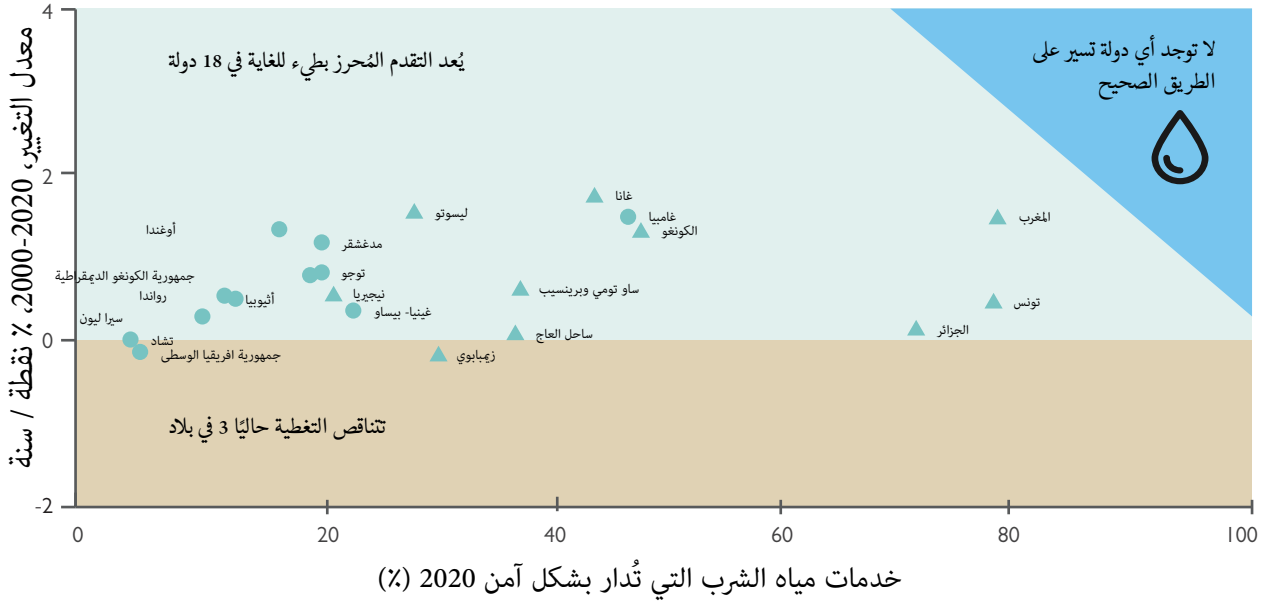 4
2
0
-2
معدل التغيير، 2000-2020، ٪ نقطة / سنة
يُعد التقدم المُحرز بطيء للغاية في 18 دولة
لا توجد أي دولة تسير على
الطريق الصحيح
غانا
ليسوتو
غامبيا
المغرب
أوغندا
الكونغو
مدغشقر
توجو
جمهورية الكونغو الديمقراطية
ساو تومي وبرينسيب
نيجيريا
رواندا
أثيوبيا
تونس
غينيا- بيساو
سيرا ليون
الجزائر
ساحل العاج
تشاد
جمهورية افريقيا الوسطى
زيمبابوي
تتناقص التغطية حاليًا 3 في بلاد
0
20
40
60
80
100
خدمات مياه الشرب التي تُدار بشكل آمن 2020 (٪)